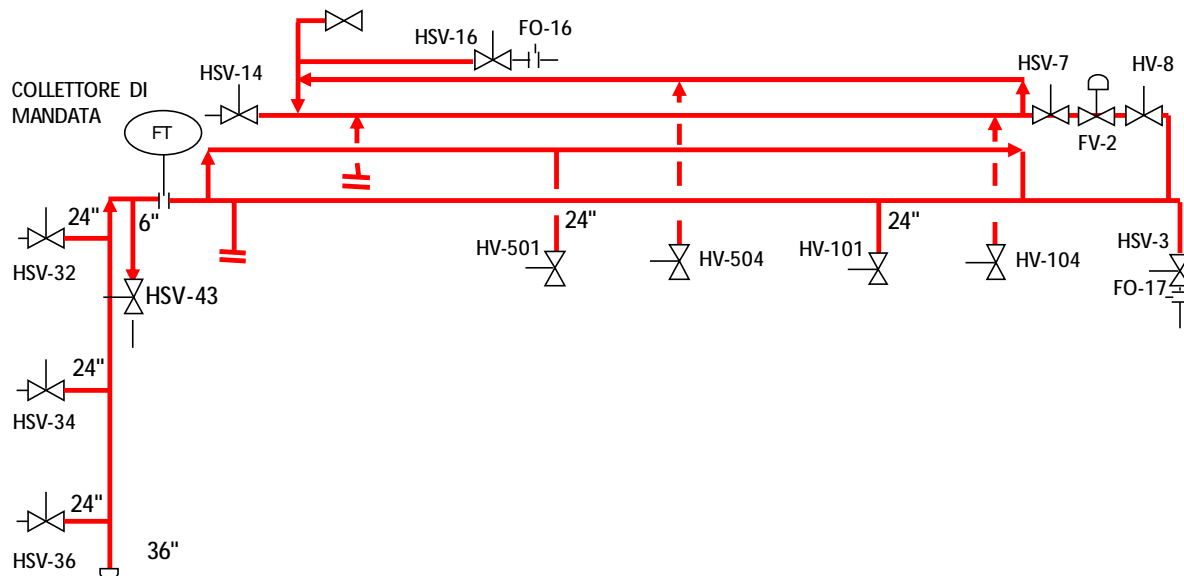 HSV-16
FO-16
HSV-14
HSV-7
HV-8
COLLETTORE DI
MANDATA
FT
FV-2
24"
6"
24"
24"
HSV-3
HV-501
HV-504
HV-101
HV-104
HSV-32
HSV-43
FO-17
24"
HSV-34
24"
HSV-36
36"